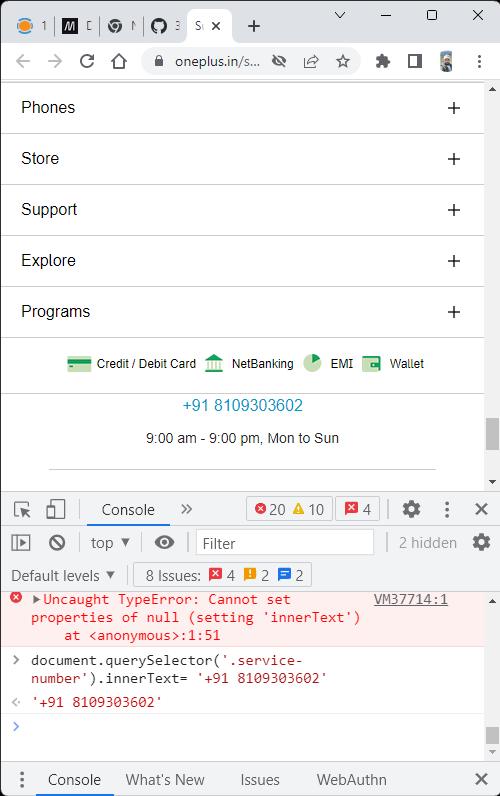 1
D
N
3
Su
oneplus.in/s...
Phones
Store
Support
Explore
Programs
Credit / Debit Card NetBanking EMI Wallet
+91 8109303602
9:00 am - 9:00 pm, Mon to Sun
Console 20 10 4
top Filter 2 hidden
Default levels 8 Issues: 4 2 2
Uncaught TypeError: Cannot set VM37714:1
properties of null (setting 'innerText')
at <anonymous>:1:51
document.querySelector('.service-
number').innerText= '+91 8109303602'
'+91 8109303602'
Console What's New Issues WebAuthn